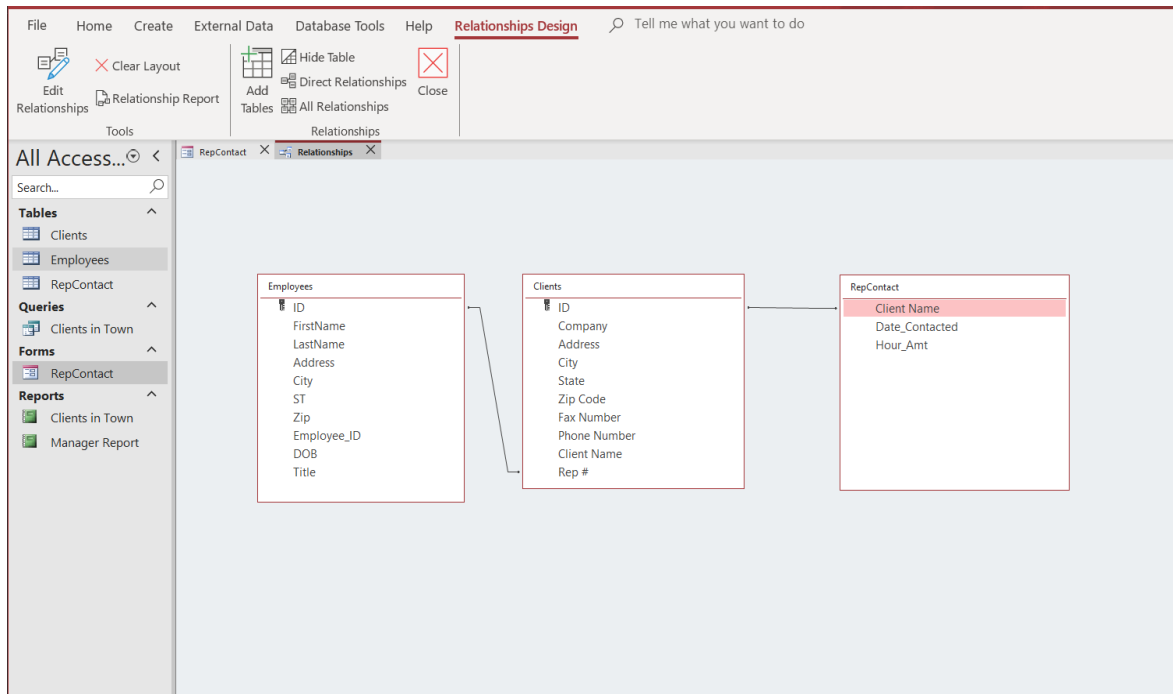 File Home Create External Data Database Tools Help Relationships Design Tell me what you want to do
Edit Relationships
Clear Layout
Relationship Report
Tools
Add Tables
Hide Table
Direct Relationships
All Relationships
Close
Relationships
All Access...
Search...
Tables
Clients
Employees
RepContact
Queries
Clients in Town
Forms
RepContact
Reports
Clients in Town
Manager Report
RepContact Relationships
Employees
ID
FirstName
LastName
Address
City
ST
Zip
Employee_ID
DOB
Title
Clients
ID
Company
Address
City
State
Zip Code
Fax Number
Phone Number
Client Name
Rep #
RepContact
Client Name
Date_Contacted
Hour_Amt